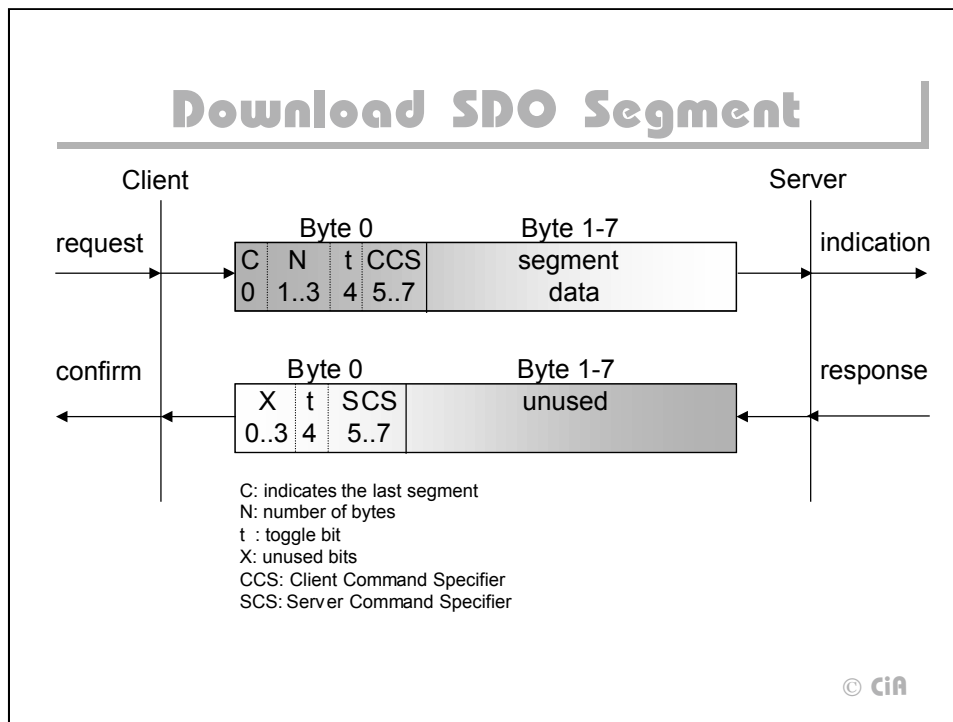 Download SDO Segment
Client
Server
request
Byte 0
Byte 1-7
indication
C N t CCS
segment
0 1..3 4 5..7
data
confirm
Byte 0
Byte 1-7
response
X t SCS
unused
0..3 4 5..7
C: indicates the last segment
N: number of bytes
t : toggle bit
X: unused bits
CCS: Client Command Specifier
SCS: Server Command Specifier
© CiA